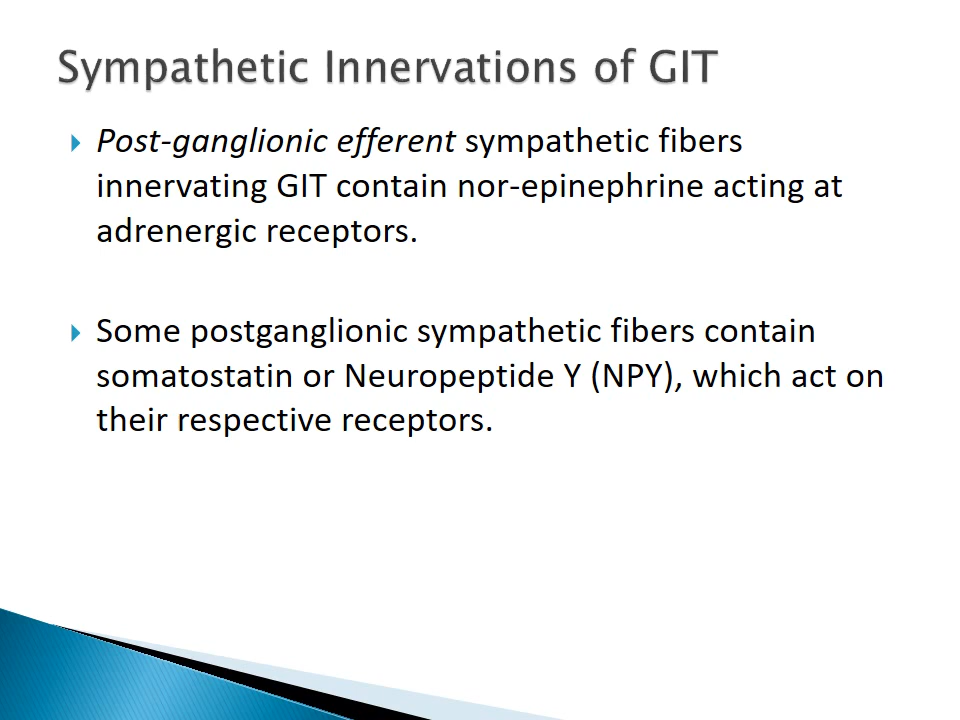 Sympathetic Innervations of GIT
Post-ganglionic efferent sympathetic fibers
innervating GIT contain nor-epinephrine acting at
adrenergic receptors.
Some postganglionic sympathetic fibers contain
somatostatin or Neuropeptide Y (NPY), which act on
their respective receptors.